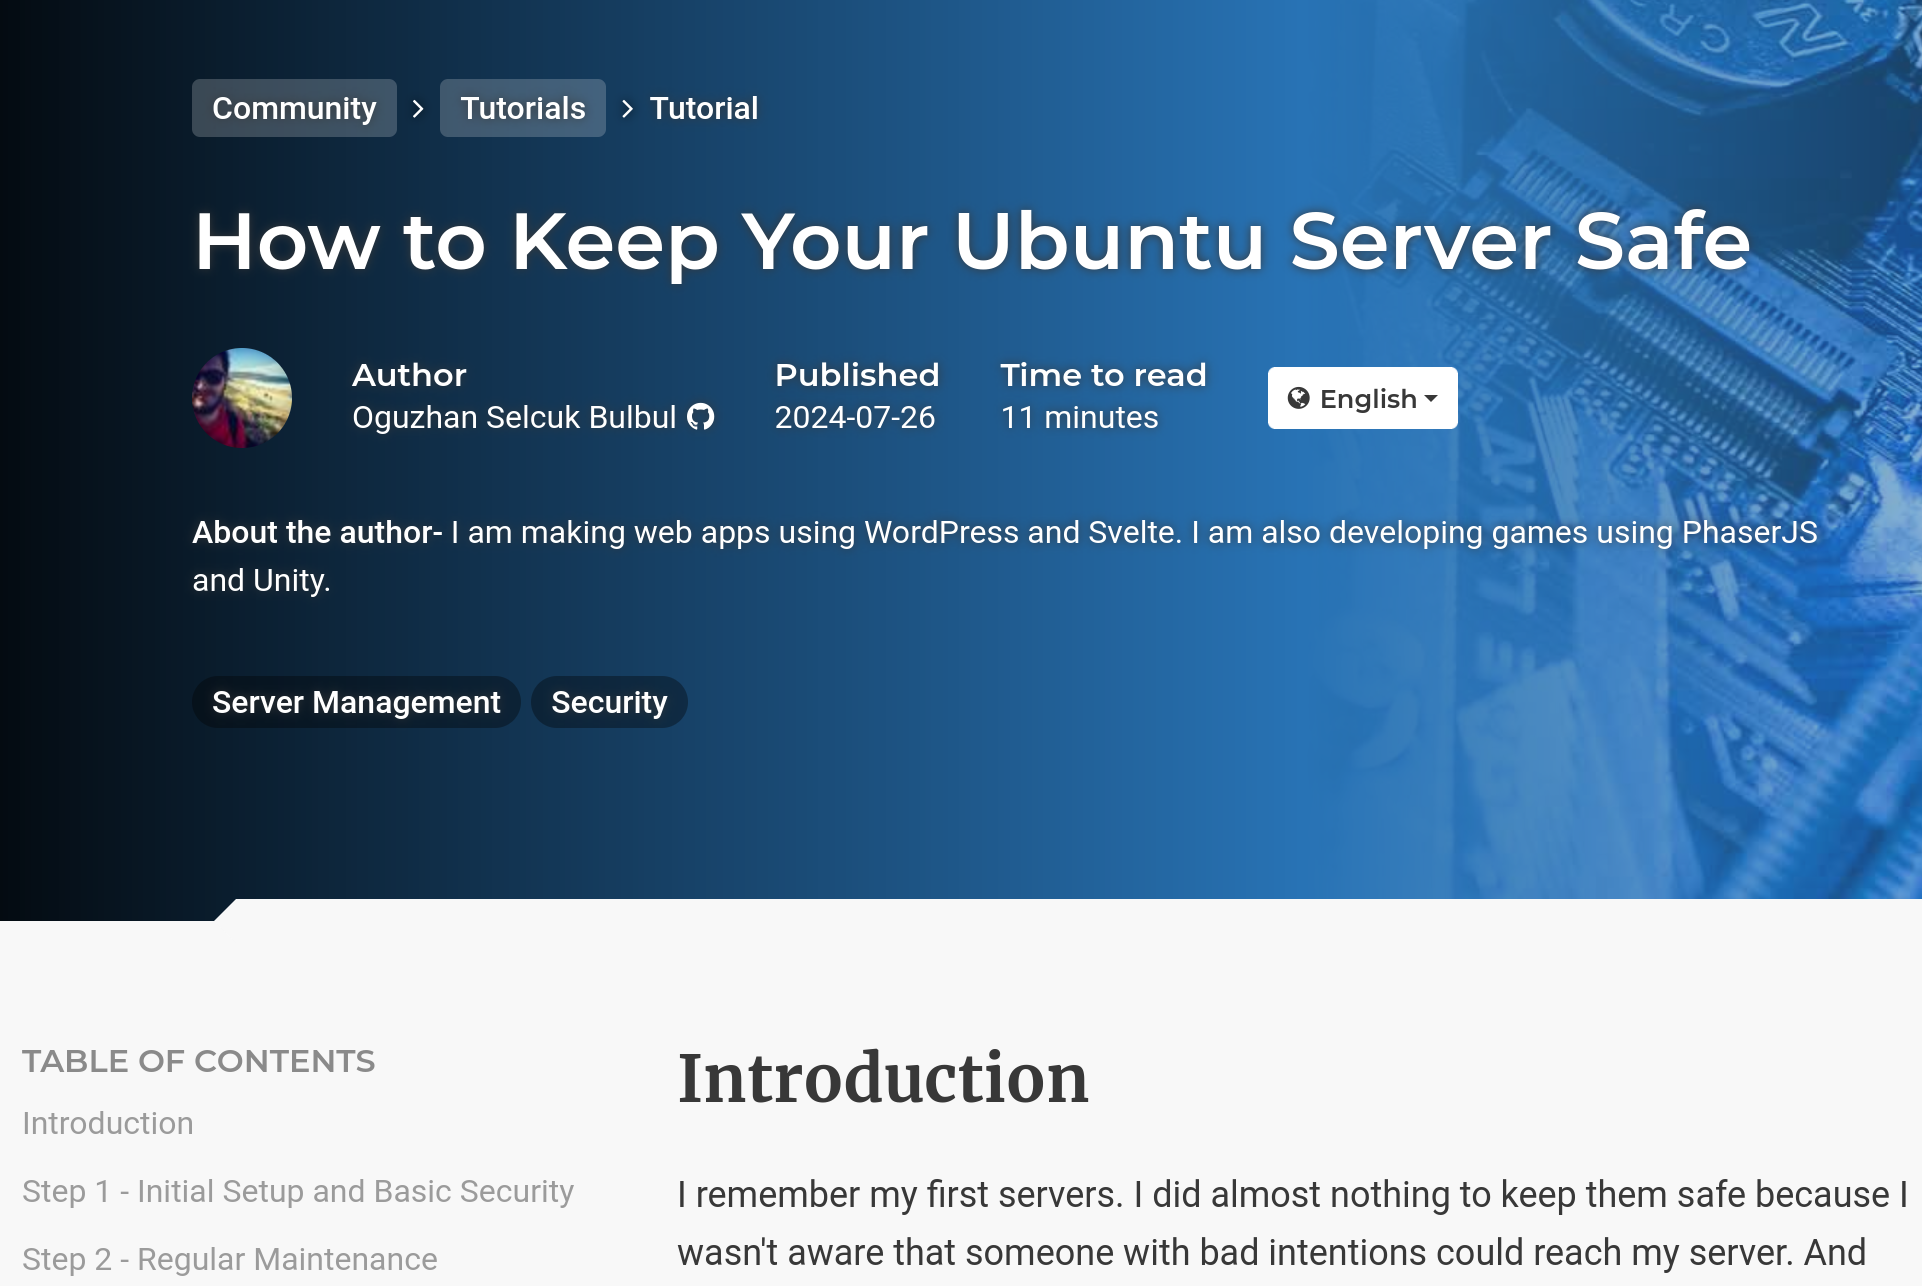 Community > Tutorials > Tutorial
How to Keep Your Ubuntu Server Safe
Author
Oguzhan Selcuk Bulbul
Published
2024-07-26
Time to read
11 minutes
English
About the author- I am making web apps using WordPress and Svelte. I am also developing games using PhaserJS
and Unity.
Server Management
Security
TABLE OF CONTENTS
Introduction
Step 1 - Initial Setup and Basic Security
Step 2 - Regular Maintenance
Introduction
I remember my first servers. I did almost nothing to keep them safe because I
wasn't aware that someone with bad intentions could reach my server. And